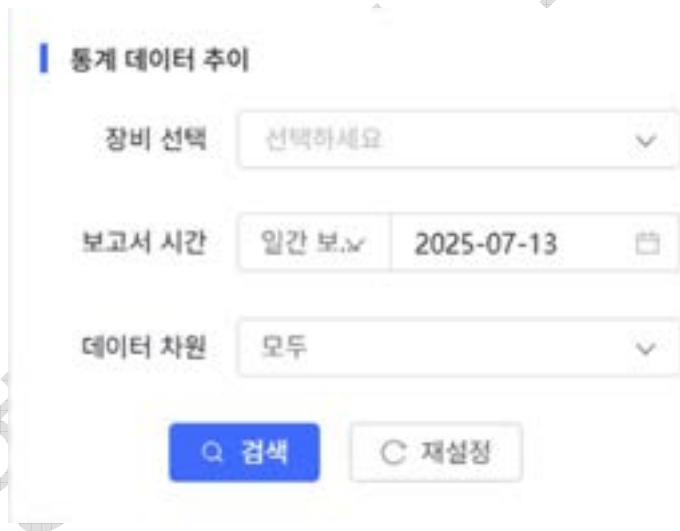 통계 데이터 추이
장비 선택 선택하세요
보고서 시간 일간 보... 2025-07-13
데이터 차원 모두
검색 재설정